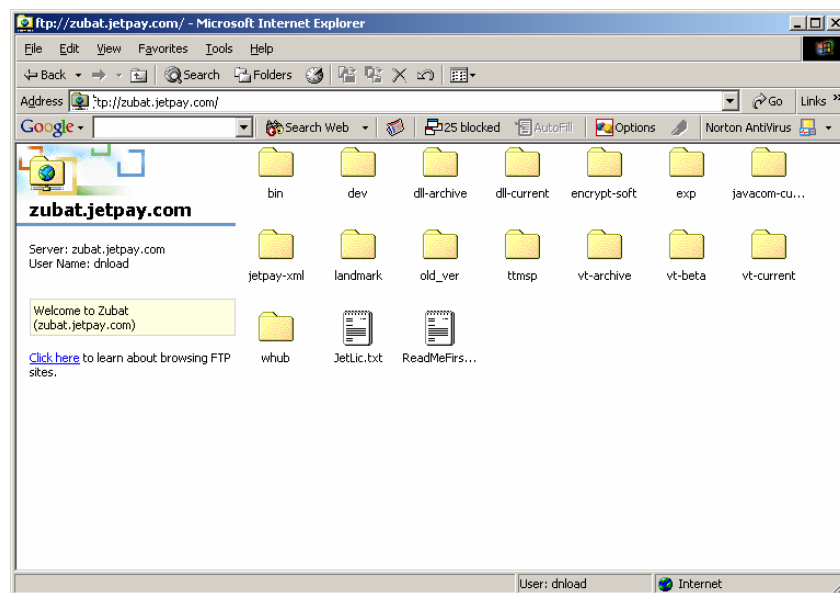 ftp://zubat.jetpay.com/ - Microsoft Internet Explorer
File Edit View Favorites Tools Help
Back Search Folders
Address tp://zubat.jetpay.com/ Go Links »
Google Search Web 25 blocked AutoFill Options Norton AntiVirus
zubat.jetpay.com
Server: zubat.jetpay.com
User Name: dnload
Welcome to Zubat
(zubat.jetpay.com)
Click here to learn about browsing FTP
sites.
bin dev dll-archive dll-current encrypt-soft exp javacom-cu...
jetpay-xml landmark old_ver ttmsp vt-archive vt-beta vt-current
whub JetLic.txt ReadMeFirs...
User: dnload Internet